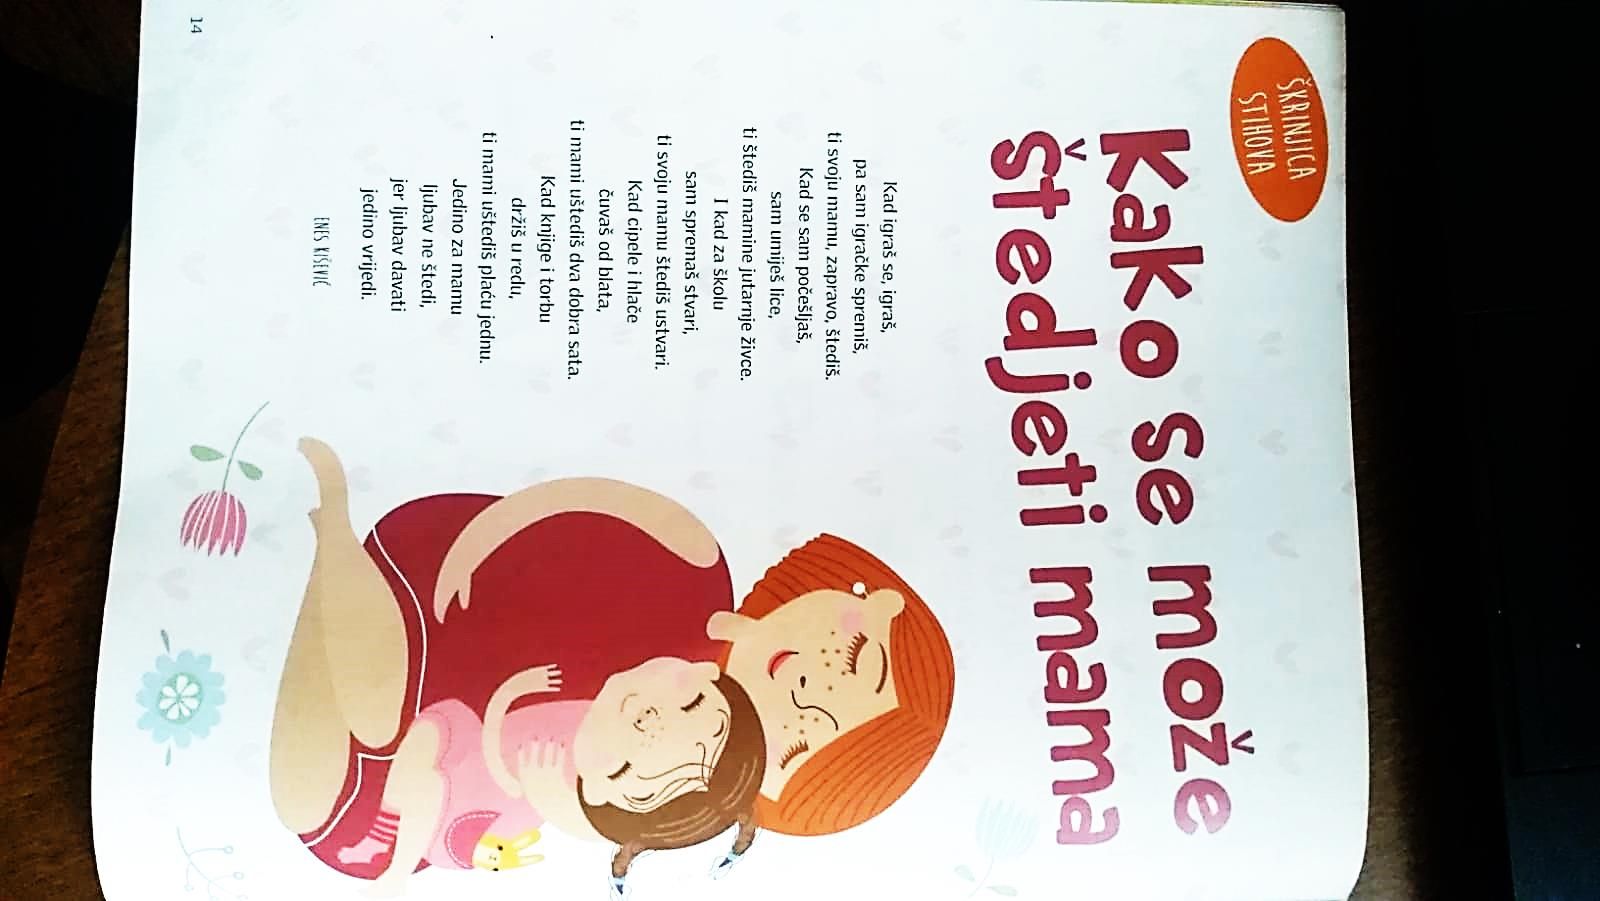 ŠKRINJICA
STIHOVA
Kako se može
štedjeti mama
Kad igraš se, igraš,
pa sam igračke spremiš,
ti svoju mamu, zapravo, štediš.
Kad se sam počešljaš,
sam umiješ lice,
ti štediš mamine jutarnje živce.
I kad za školu
sam spremaš stvari,
ti svoju mamu štediš ustvari.
Kad cipele i hlače
čuvaš od blata,
ti mami uštediš dva dobra sata.
Kad knjige i torbu
držiš u redu,
ti mami uštediš plaću jednu.
Jedino za mamu
ljubav ne štedi,
jer ljubav davati
jedino vrijedi.
ENES KIŠEVIĆ
14